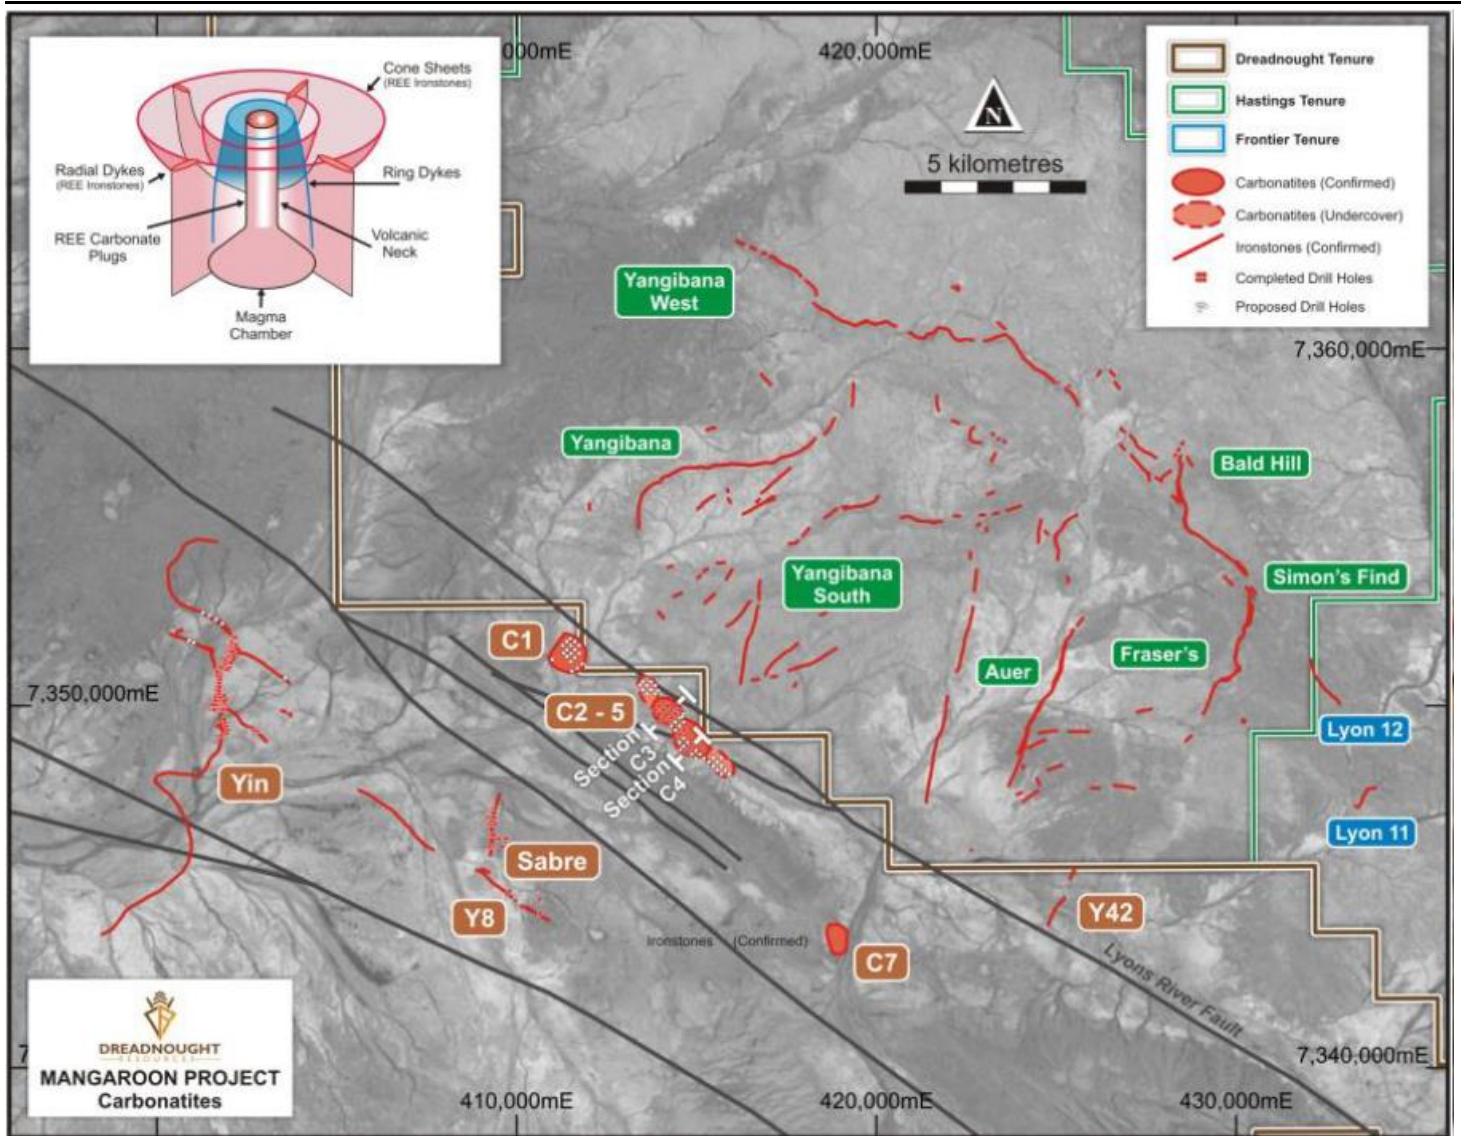 000mE
420,000mE
Cone Sheets
(REE Ironstones)
Radial Dykes
(REE Ironstones)
Ring Dykes
REE Carbonate
Plugs
Volcanic
Neck
Magma
Chamber
N
5 kilometres
Dreadnought Tenure
Hastings Tenure
Frontier Tenure
Carbonatites (Confirmed)
Carbonatites (Undercover)
Ironstones (Confirmed)
Completed Drill Holes
Proposed Drill Holes
Yangibana
West
7,360,000mE
Yangibana
Bald Hill
Yangibana
South
Simon's Find
C1
Fraser's
Auer
7,350,000mE
C2 - 5
Section
C3
Section
C4
Lyon 12
Yin
Lyon 11
Sabre
Y8
Y42
Ironstones (Confirmed)
C7
Lyons River Fault
DREADNOUGHT
RESOURCES
MANGAROON PROJECT
Carbonatites
7
7,340,000mE
410,000mE
420,000mE
430,000mE